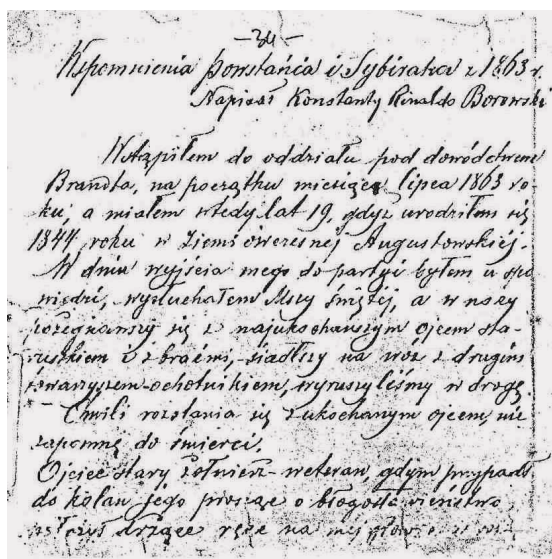 -34-
Wspomnienia powstańca i Sybiraka z 1863 r.
Napisał Konstanty Rinaldo Borowski
Wstąpiłem do oddziału pod dowództwem
Brandta, na początku miesiąca lipca 1863 ro-
ku, a miałem wtedy lat 19, gdyż urodziłem się
1844 roku w Ziemi ówczesnej Augustowskiej.
W dniu wyjścia mego do partyi byłem u spo
wiedzi, wysłuchałem Mszy świętej, a w nocy
pożegnawszy się z najukochańszym ojcem sta-
ruszkiem i z braćmi, siadłszy na wóz z drugim
towarzyszem-ochotnikiem, wyruszyliśmy w drogę.
Chwili rozstania się z ukochanym ojcem, nie
zapomnę do śmierci.
Ojciec stary żołnierz-weteran, gdym przypadł
do kolan jego prosząc o błogosławieństwo,
drżące ręce na mej